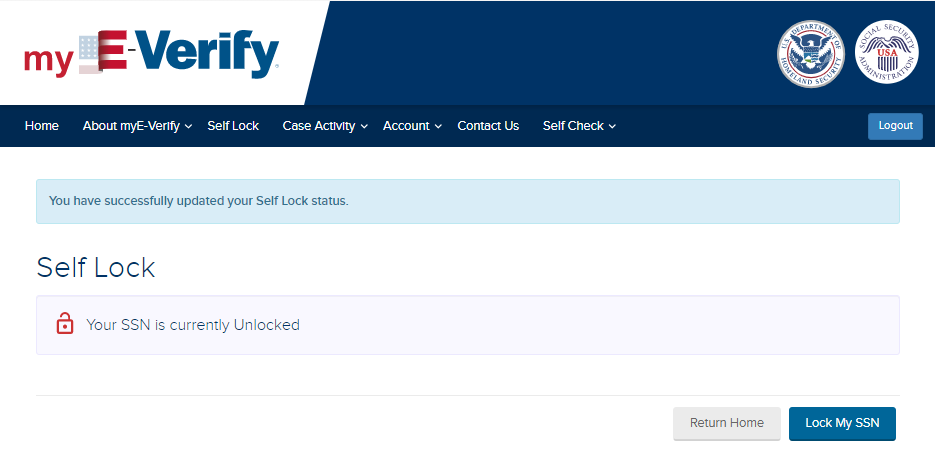 my E-Verify®
U.S. DEPARTMENT OF HOMELAND SECURITY
SOCIAL SECURITY ADMINISTRATION
USA
Home
About myE-Verify
Self Lock
Case Activity
Account
Contact Us
Self Check
Logout
You have successfully updated your Self Lock status.
Self Lock
Your SSN is currently Unlocked
Return Home
Lock My SSN